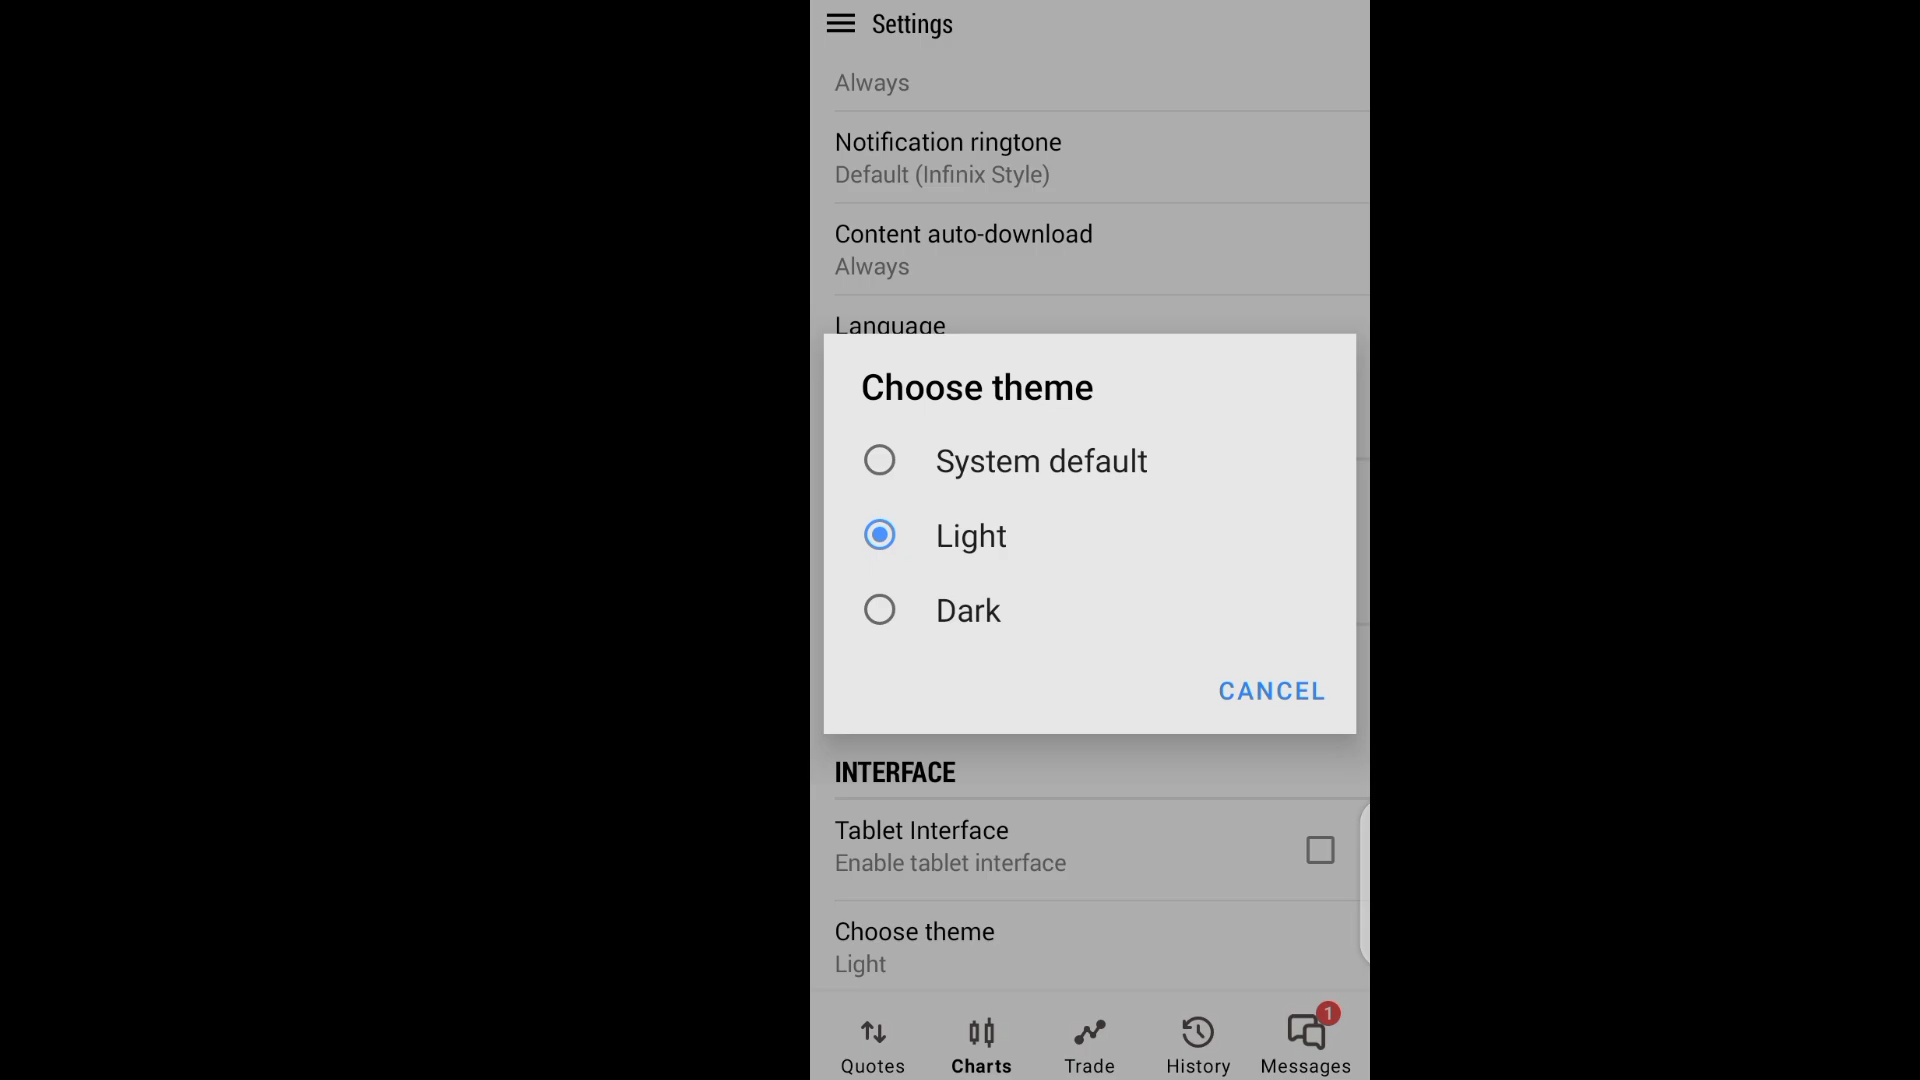 Settings
Always
Notification ringtone
Default (Infinix Style)
Content auto-download
Always
Language
Choose theme
System default
Light
Dark
CANCEL
INTERFACE
Tablet Interface
Enable tablet interface
Choose theme
Light
1
Quotes Charts Trade History Messages